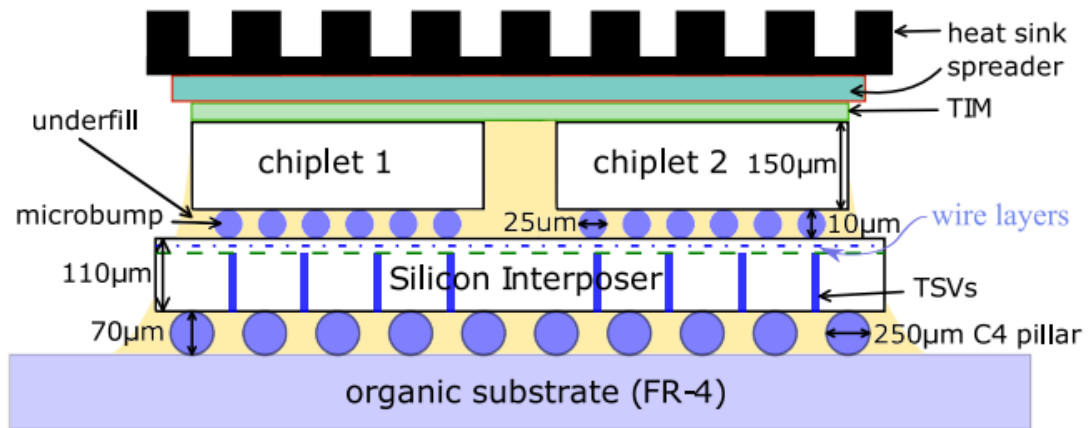 heat sink
spreader
TIM
underfill
chiplet 1
chiplet 2
150μm
microbump
25um
10μm
wire layers
110μm
Silicon Interposer
TSVs
70μm
250μm C4 pillar
organic substrate (FR-4)